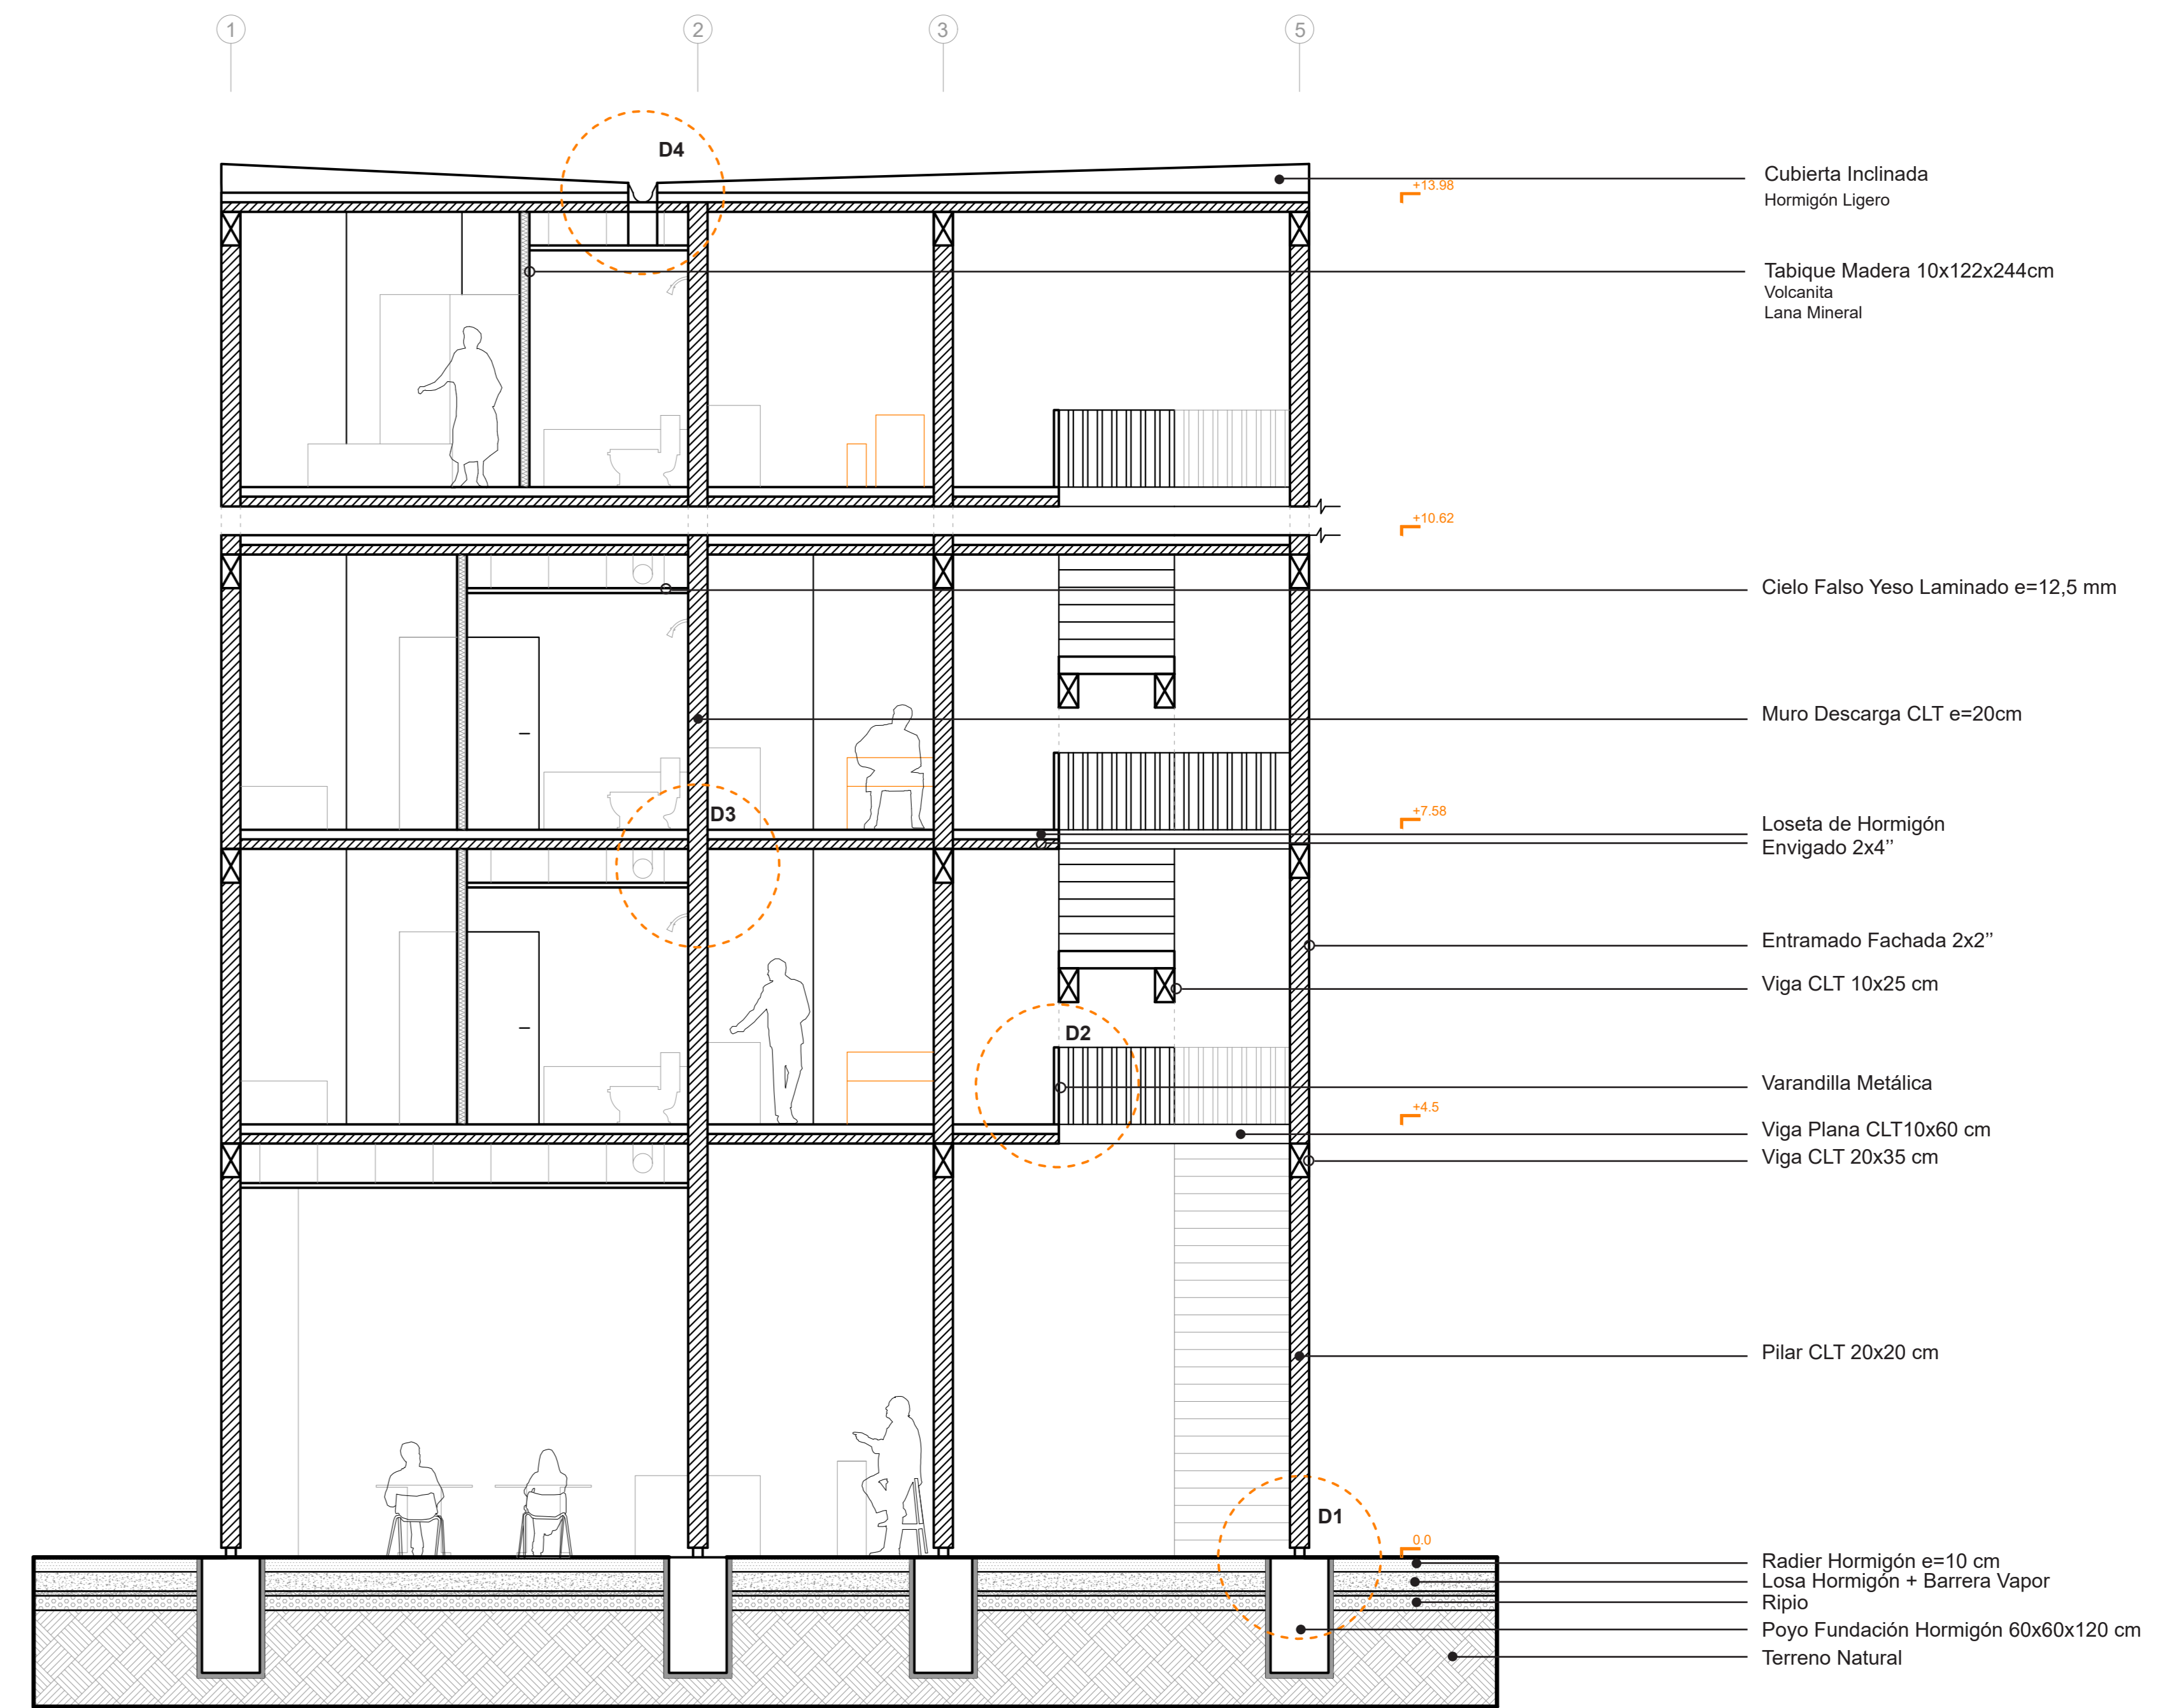 1 2 3 5
D4
Cubierta Inclinada
Hormigón Ligero
+13.98
Tabique Madera 10x122x244cm
Volcanita
Lana Mineral
+10.62
Cielo Falso Yeso Laminado e=12,5 mm
Muro Descarga CLT e=20cm
D3
+7.58
Loseta de Hormigón
Envigado 2x4’’
Entramado Fachada 2x2’’
Viga CLT 10x25 cm
D2
Varandilla Metálica
+4.5
Viga Plana CLT10x60 cm
Viga CLT 20x35 cm
Pilar CLT 20x20 cm
D1
0.0
Radier Hormigón e=10 cm
Losa Hormigón + Barrera Vapor
Ripio
Poyo Fundación Hormigón 60x60x120 cm
Terreno Natural